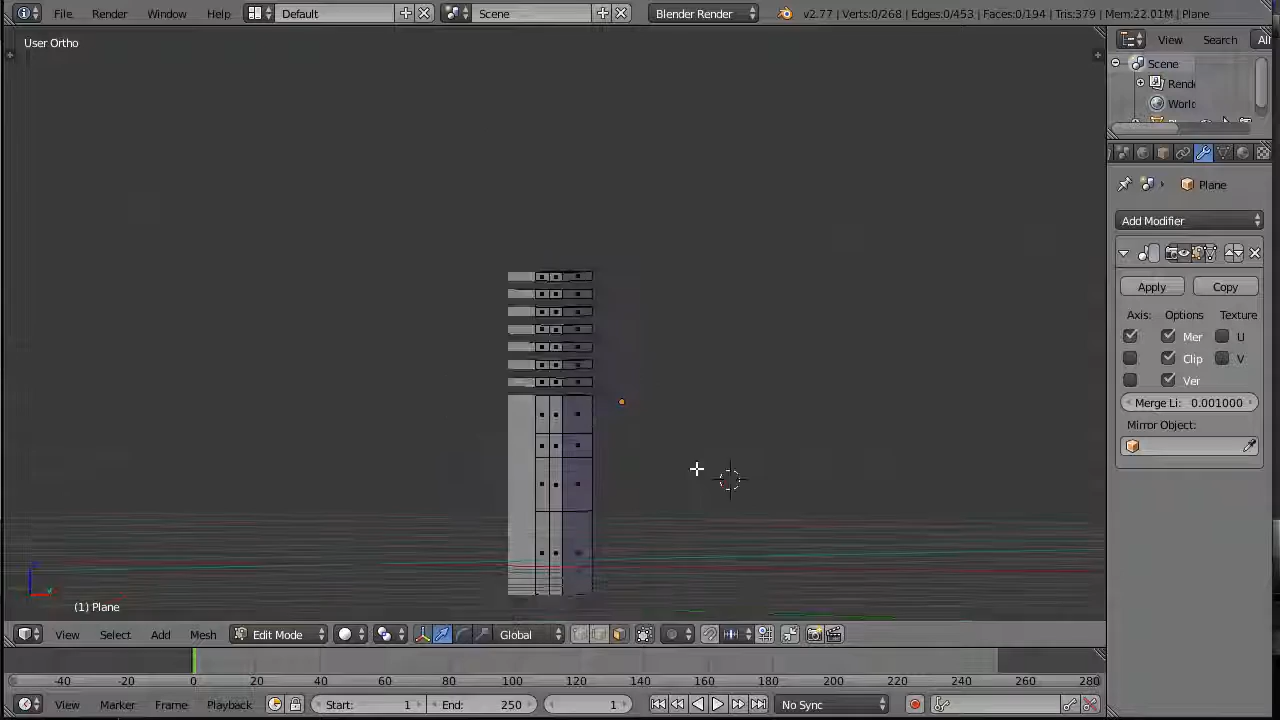 File Render Window Help Default Scene Blender Render v2.77 | Verts:0/268 | Edges:0/453 | Faces:0/194 | Tris:379 | Mem:22.01M | Plane
User Ortho
View Search All
Scene
Rende
World
Plane
Add Modifier
Apply Copy
Axis: Options Texture
Mer U
Clip V
Ver
Merge Li: 0.001000
Mirror Object:
(1) Plane
View Select Add Mesh Edit Mode Global
-40 -20 0 20 40 60 80 100 120 140 160 180 200 220 240 260 280
View Marker Frame Playback Start: 1 End: 250 1 No Sync